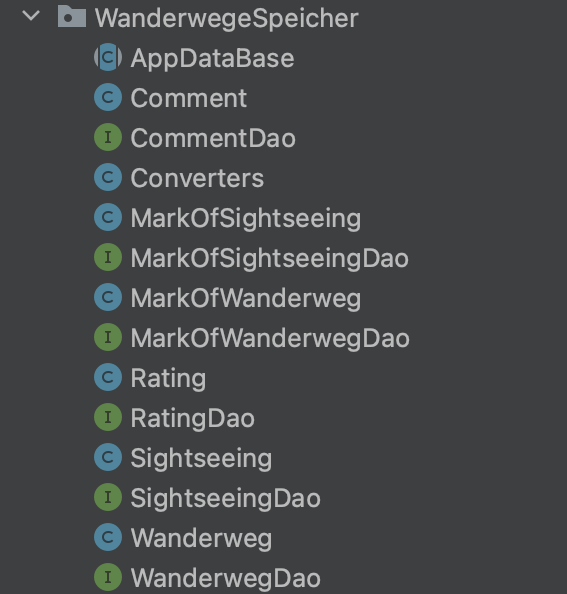 WanderwegeSpeicher
C AppDataBase
C Comment
I CommentDao
C Converters
C MarkOfSightseeing
I MarkOfSightseeingDao
C MarkOfWanderweg
I MarkOfWanderwegDao
C Rating
I RatingDao
C Sightseeing
I SightseeingDao
C Wanderweg
I WanderwegDao